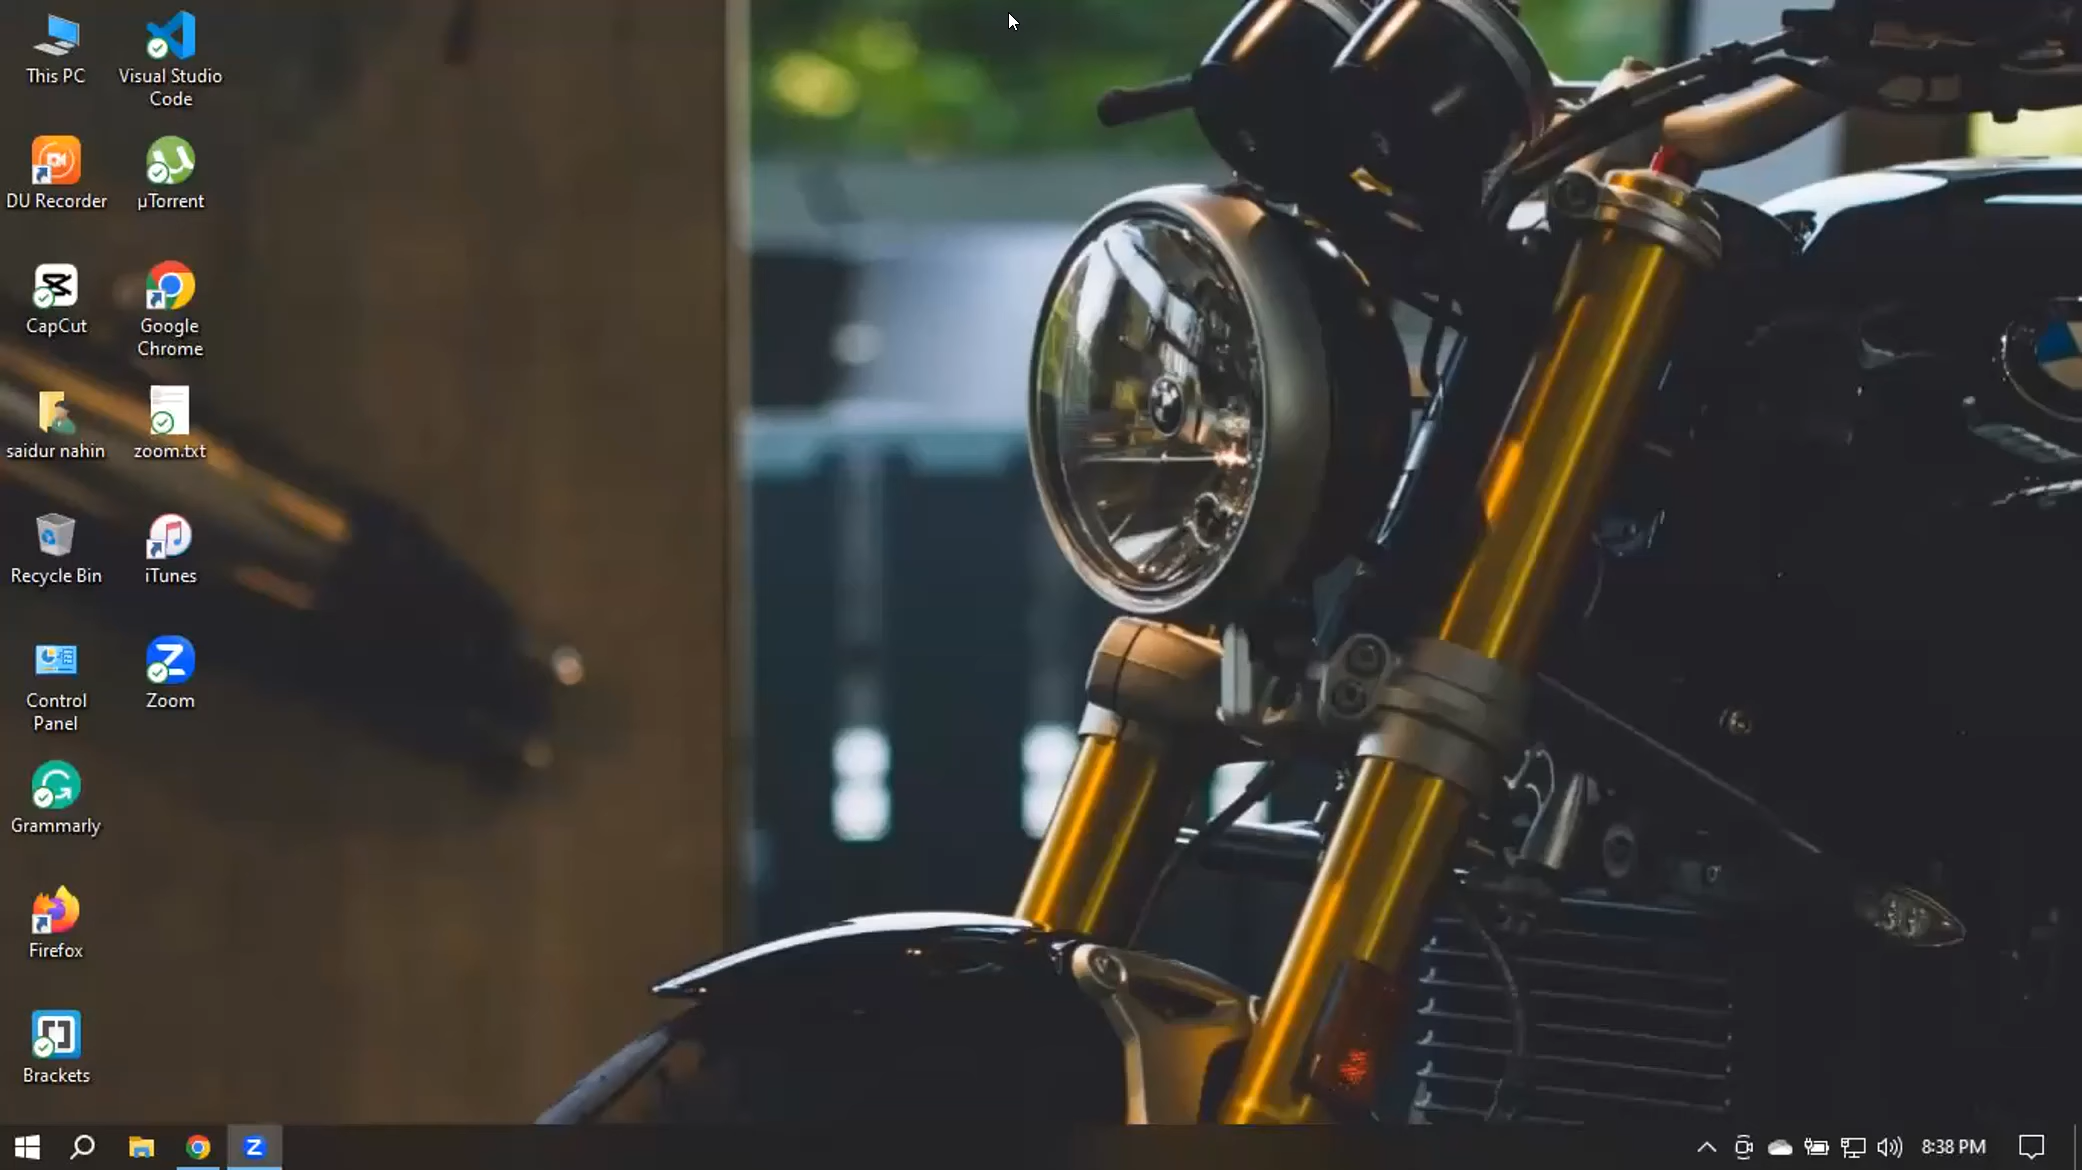 This PC
Visual Studio
Code
DU Recorder
µTorrent
CapCut
Google
Chrome
saidur nahin
zoom.txt
Recycle Bin
iTunes
Control
Panel
Zoom
Grammarly
Firefox
Brackets
8:38 PM